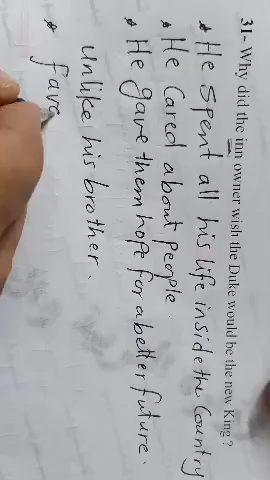 31- Why did the inn owner wish the Duke would be the new King?
* He spent all his life inside the Country
* He cared about people.
* He gave them hope for a better future.
unlike his brother.
* favo